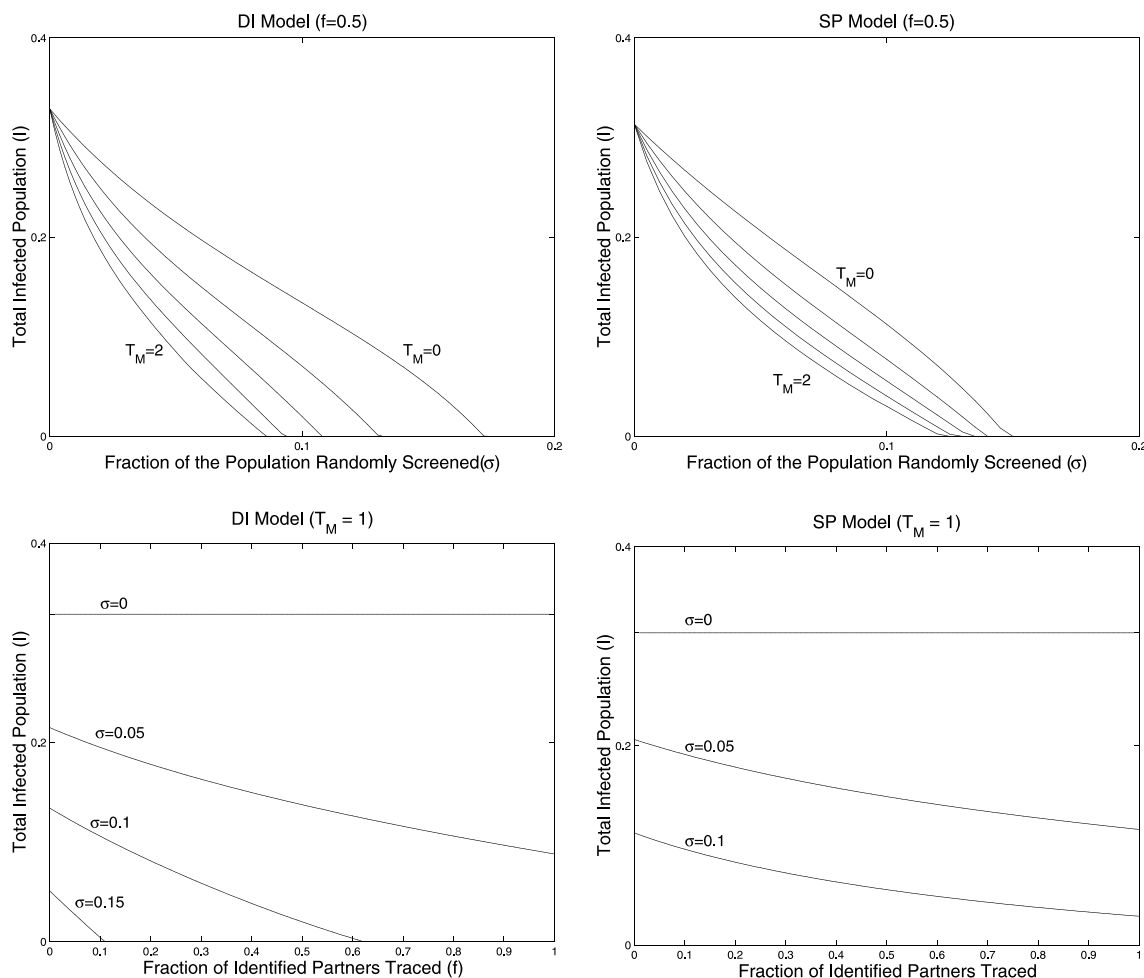 DI Model (f=0.5)
0.4
0.2
0
Total Infected Population (I)
T_M=2
T_M=0
0 0.1 0.2
Fraction of the Population Randomly Screened(σ)
SP Model (f=0.5)
0.4
0.2
0
Total Infected Population (I)
T_M=0
T_M=2
0 0.1 0.2
Fraction of the Population Randomly Screened (σ)
DI Model (T_M = 1)
0.4
0.2
0
Total Infected Population (I)
σ=0
σ=0.05
σ=0.1
σ=0.15
0 0.1 0.2 0.3 0.4 0.5 0.6 0.7 0.8 0.9 1
Fraction of Identified Partners Traced (f)
SP Model (T_M = 1)
0.4
0.2
0
Total Infected Population (I)
σ=0
σ=0.05
σ=0.1
0 0.1 0.2 0.3 0.4 0.5 0.6 0.7 0.8 0.9 1
Fraction of Identified Partners Traced